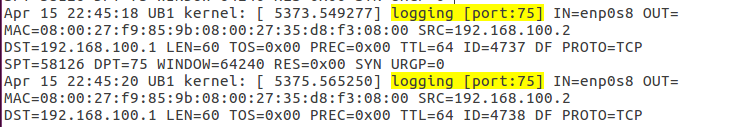 Apr 15 22:45:18 UB1 kernel: [ 5373.549277] logging [port:75] IN=enp0s8 OUT=
MAC=08:00:27:f9:85:9b:08:00:27:35:d8:f3:08:00 SRC=192.168.100.2
DST=192.168.100.1 LEN=60 TOS=0x00 PREC=0x00 TTL=64 ID=4737 DF PROTO=TCP
SPT=58126 DPT=75 WINDOW=64240 RES=0x00 SYN URGP=0
Apr 15 22:45:20 UB1 kernel: [ 5375.565250] logging [port:75] IN=enp0s8 OUT=
MAC=08:00:27:f9:85:9b:08:00:27:35:d8:f3:08:00 SRC=192.168.100.2
DST=192.168.100.1 LEN=60 TOS=0x00 PREC=0x00 TTL=64 ID=4738 DF PROTO=TCP